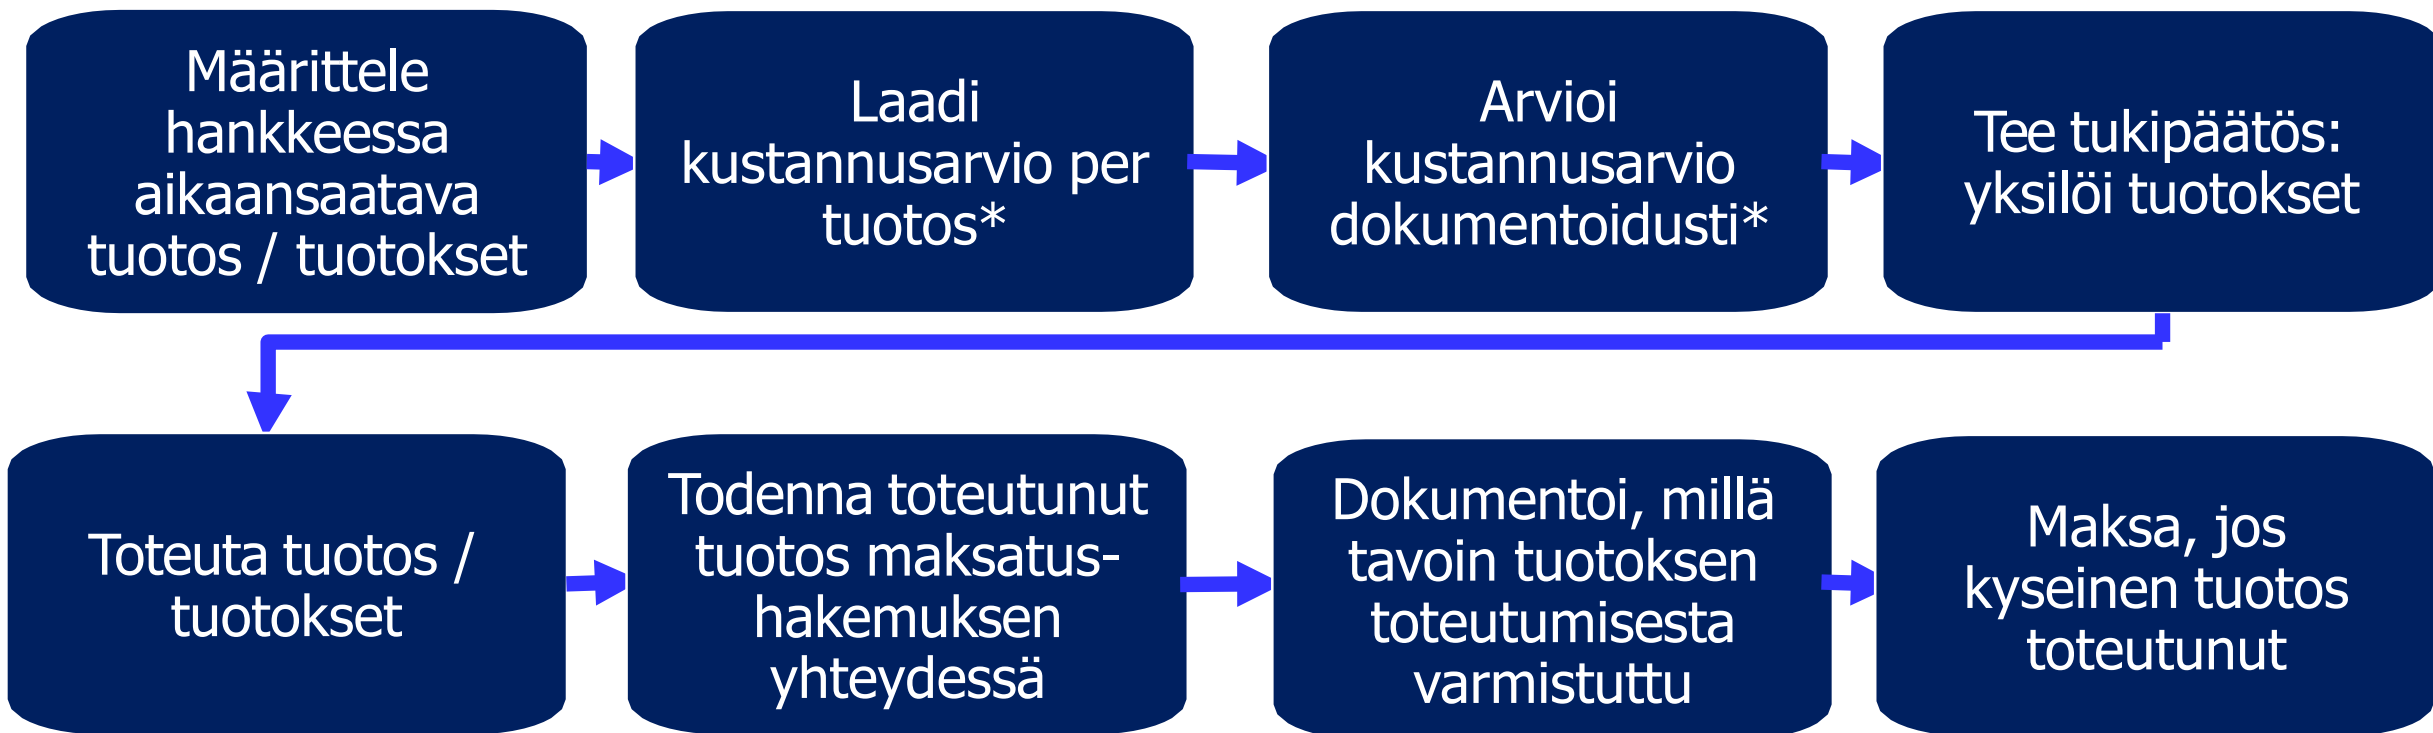 Määrittele
hankkeessa
aikaansaatava
tuotos / tuotokset
Laadi
kustannusarvio per
tuotos*
Arvioi
kustannusarvio
dokumentoidusti*
Tee tukipäätös:
yksilöi tuotokset
Toteuta tuotos /
tuotokset
Todenna toteutunut
tuotos maksatus-
hakemuksen
yhteydessä
Dokumentoi, millä
tavoin tuotoksen
toteutumisesta
varmistuttu
Maksa, jos
kyseinen tuotos
toteutunut